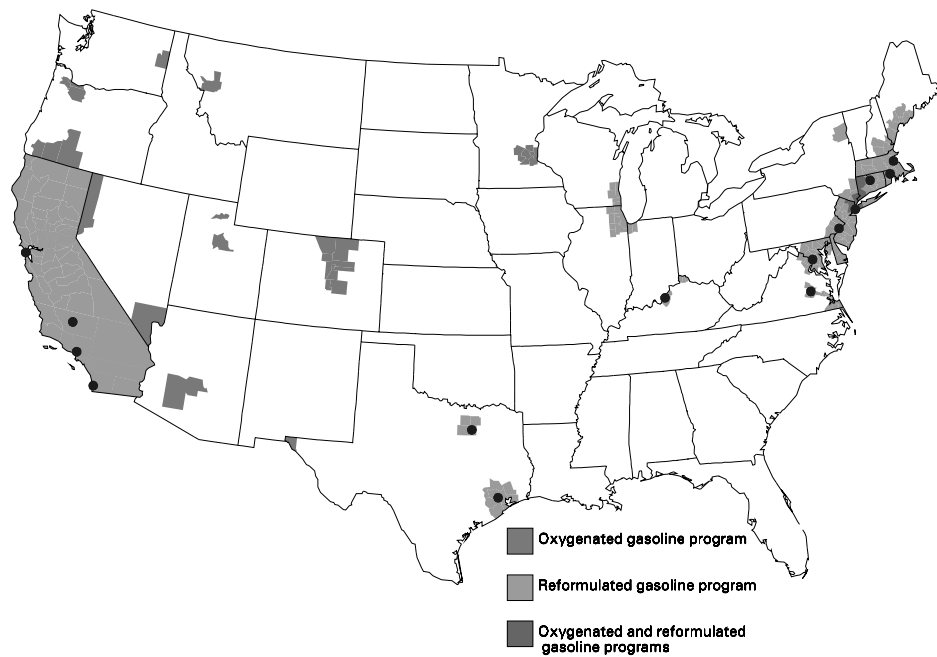 Oxygenated gasoline program
Reformulated gasoline program
Oxygenated and reformulated
gasoline programs